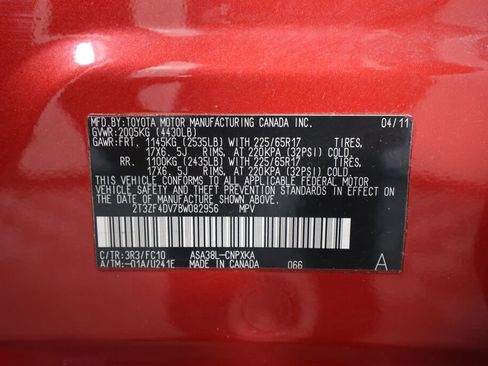 MFD.BY:TOYOTA MOTOR MANUFACTURING CANADA INC. 04/11
GVWR:2005KG (4430LB)
GAWR:FRT. 1145KG (2535LB) WITH 225/65R17 TIRES,
17X6. 5J RIMS, AT 220KPA (32PSI) COLD
RR. 1100KG (2435LB) WITH 225/65R17 TIRES,
17X6. 5J RIMS, AT 220KPA (32PSI) COLD
THIS VEHICLE CONFORMS TO ALL APPLICABLE FEDERAL MOTOR
VEHICLE SAFETY AND THEFT PREVENTION STANDARDS IN EFFECT
ON THE DATE OF MANUFACTURE SHOWN ABOVE.
2T3ZF4DV7BW082956 MPV
C/TR:3R3/FC10 ASA38L-CNPXKA
A/TM:-01A/U241E MADE IN CANADA 066 A